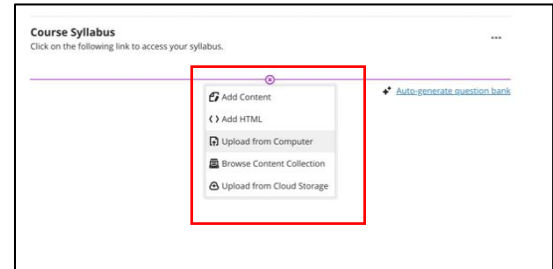 Course Syllabus
Click on the following link to access your syllabus.
Add Content
Auto-generate question bank
Add HTML
Upload from Computer
Browse Content Collection
Upload from Cloud Storage